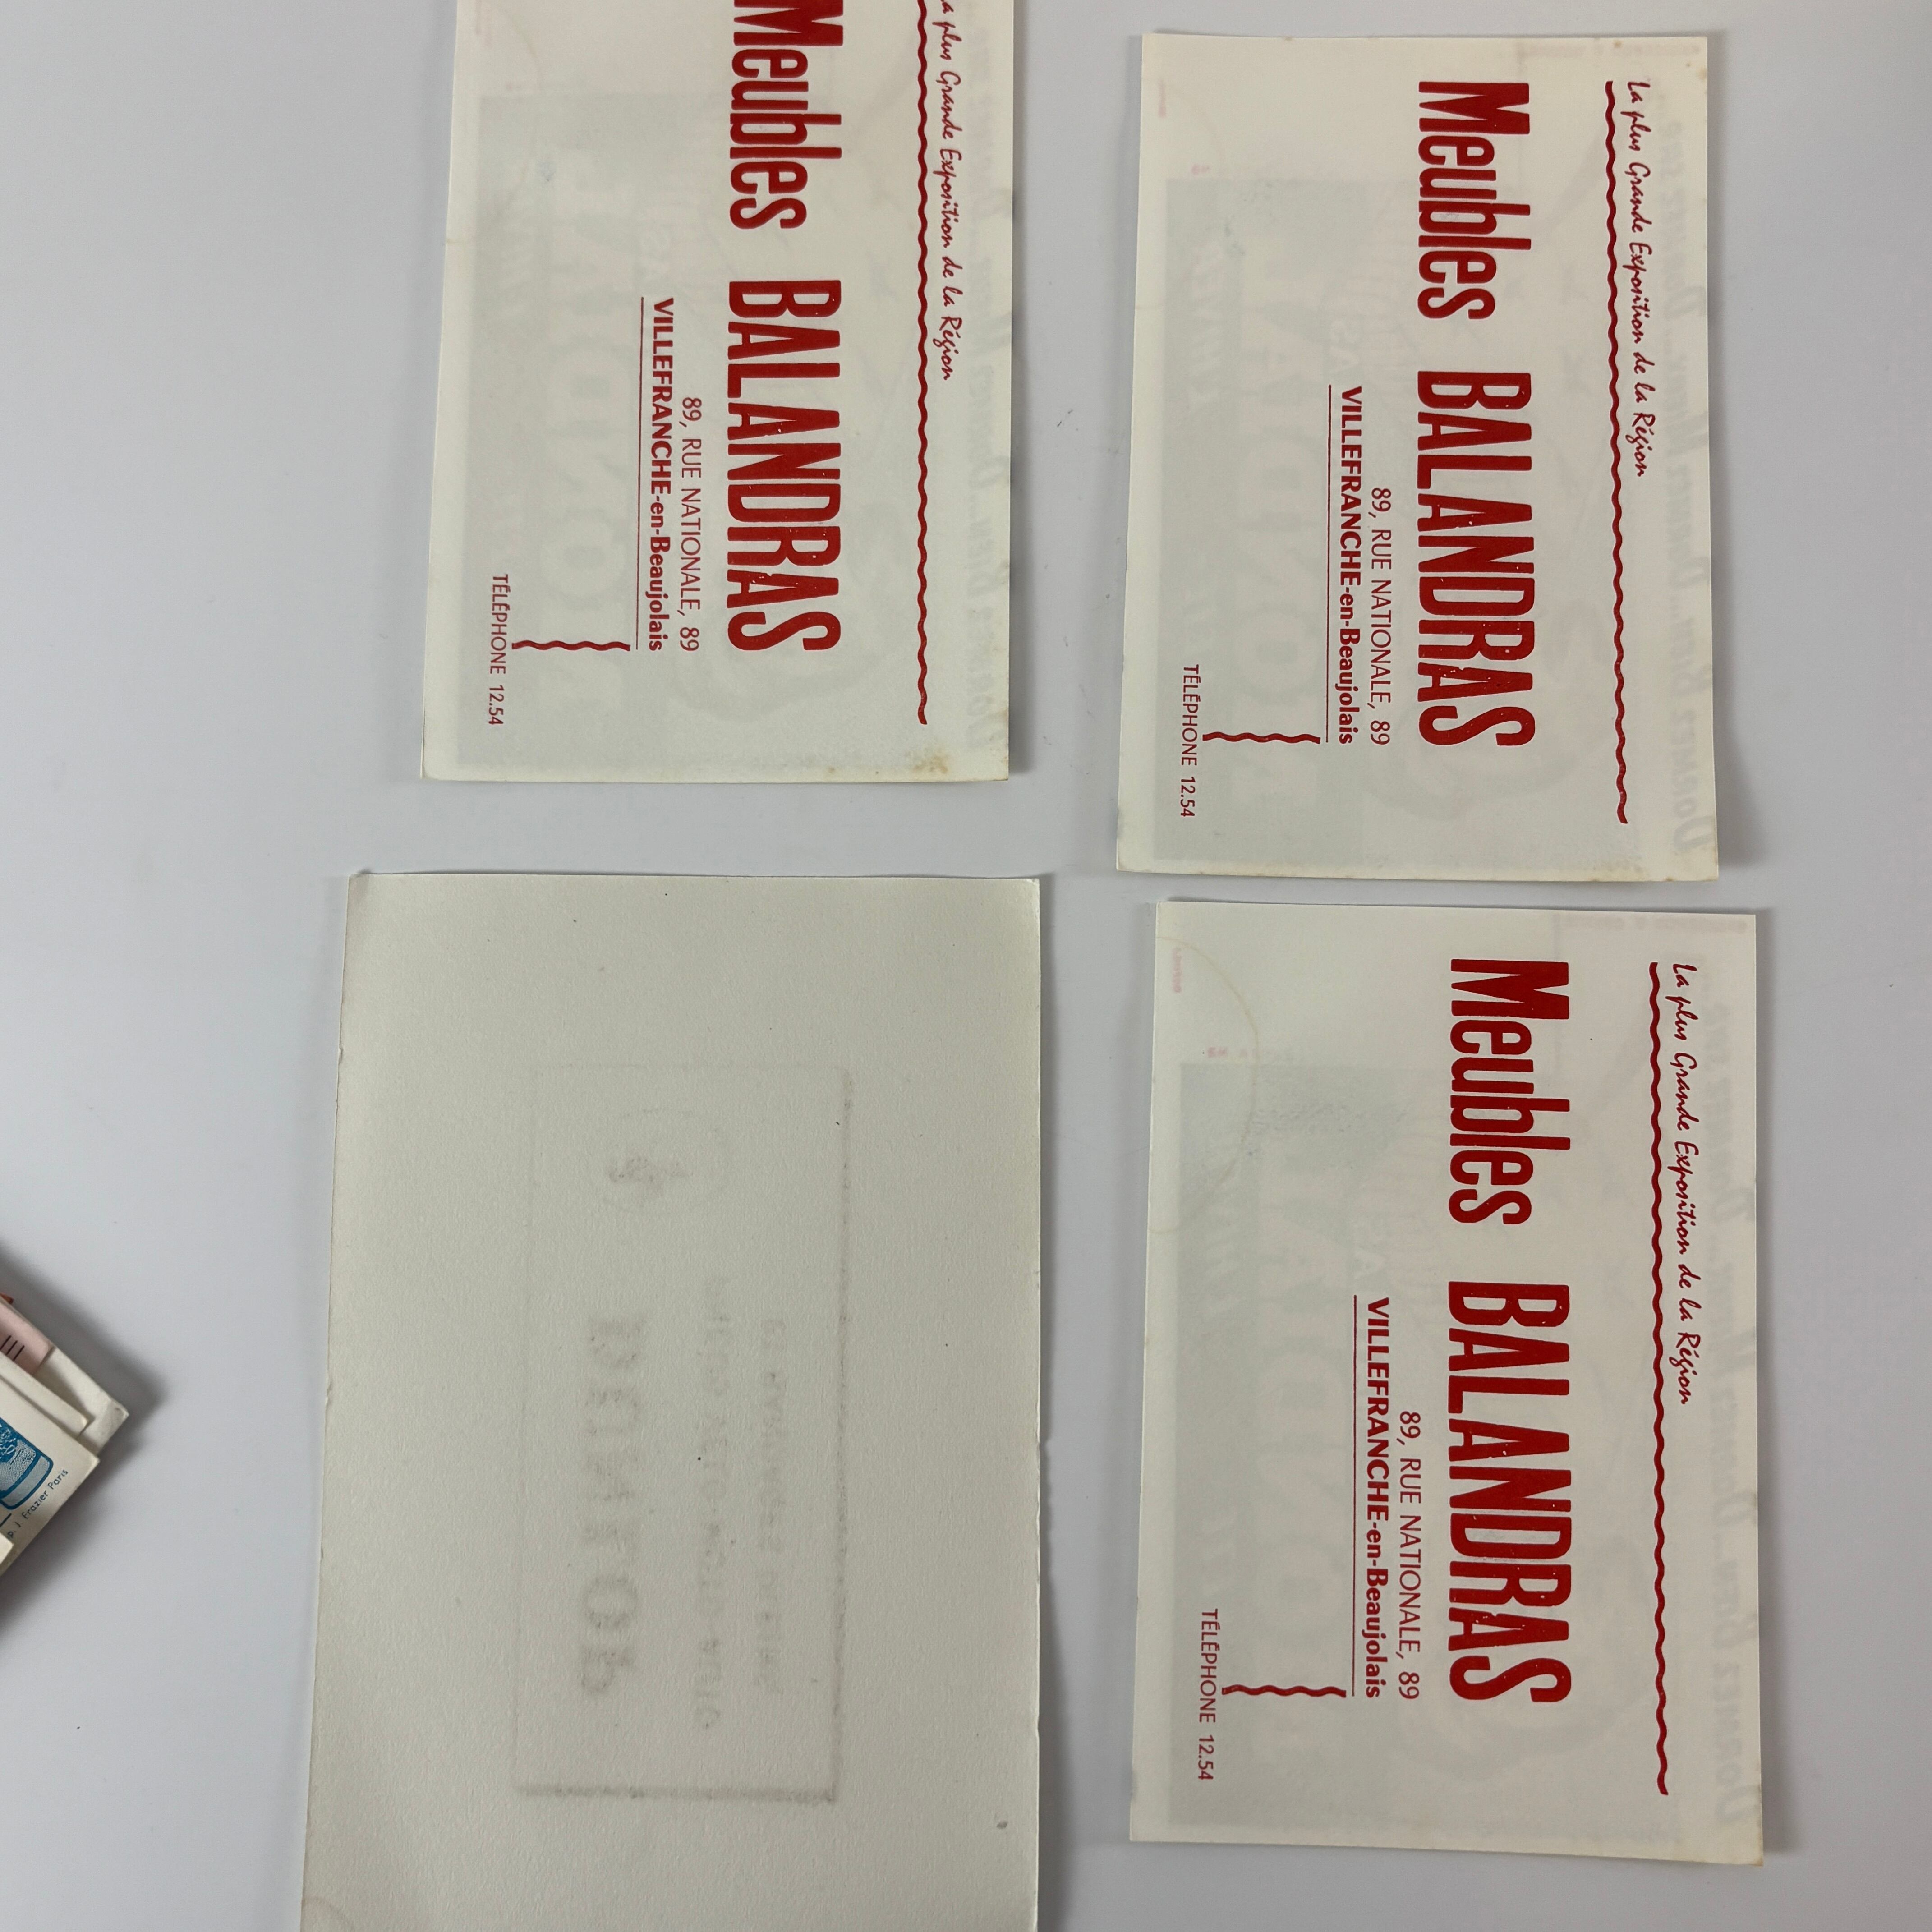 La plus Grande Exposition de la Région
Meubles BALANDRAS
89, RUE NATIONALE, 89
VILLEFRANCHE-en-Beaujolais
TÉLÉPHONE 12.54
a plus Grande Exposition de la Région
Meubles BALANDRAS
89, RUE NATIONALE, 89
VILLEFRANCHE-en-Beaujolais
TÉLÉPHONE 12.54
La plus Grande Exposition de la Région
Meubles BALANDRAS
89, RUE NATIONALE, 89
VILLEFRANCHE-en-Beaujolais
TÉLÉPHONE 12.54
J. Frazier Paris